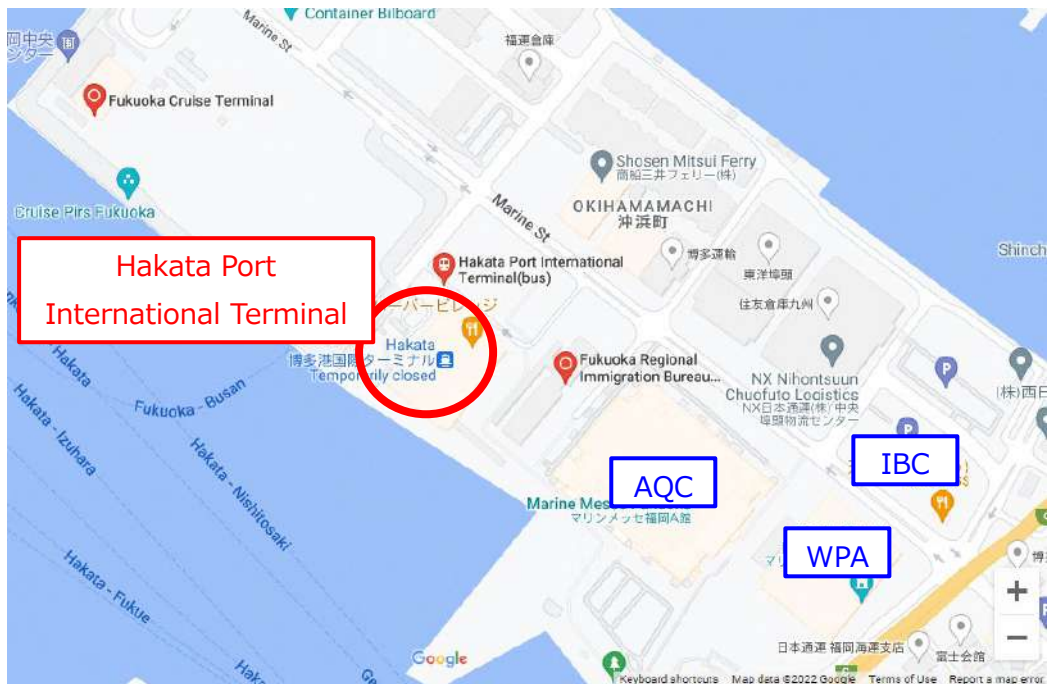 Container Bilboard
Marine St
福運倉庫
Fukuoka Cruise Terminal
Shosen Mitsui Ferry
商船三井フェリー(株)
Cruise Pirs Fukuoka
OKIHAMAMACHI
沖浜町
Marine St
博多運輸
東洋埠頭
Shinch
Hakata Port
International Terminal
Hakata Port International
Terminal(bus)
住友倉庫九州
Hakata
博多港国際ターミナル
Temporarily closed
Fukuoka Regional
Immigration Bureau...
NX Nihontsuun
Chuofuto Logistics
NX日本通運(株)中央
埠頭物流センター
P
(株)西日
Hakata
Fukuoka - Busan
Hakata - Izuhara
Hakata - Nishitosaki
P
IBC
AQC
Marine Mes
マリンメッセ福岡A館
WPA
Hakata - Fukue
+
−
日本通運 福岡海運支店
富士会館
Google
Keyboard shortcuts Map data ©2022 Google Terms of Use Report a map error